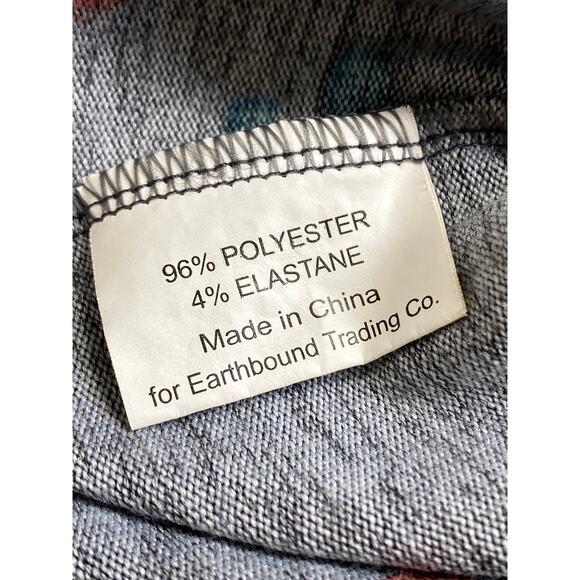 96% POLYESTER
4% ELASTANE
Made in China
for Earthbound Trading Co.